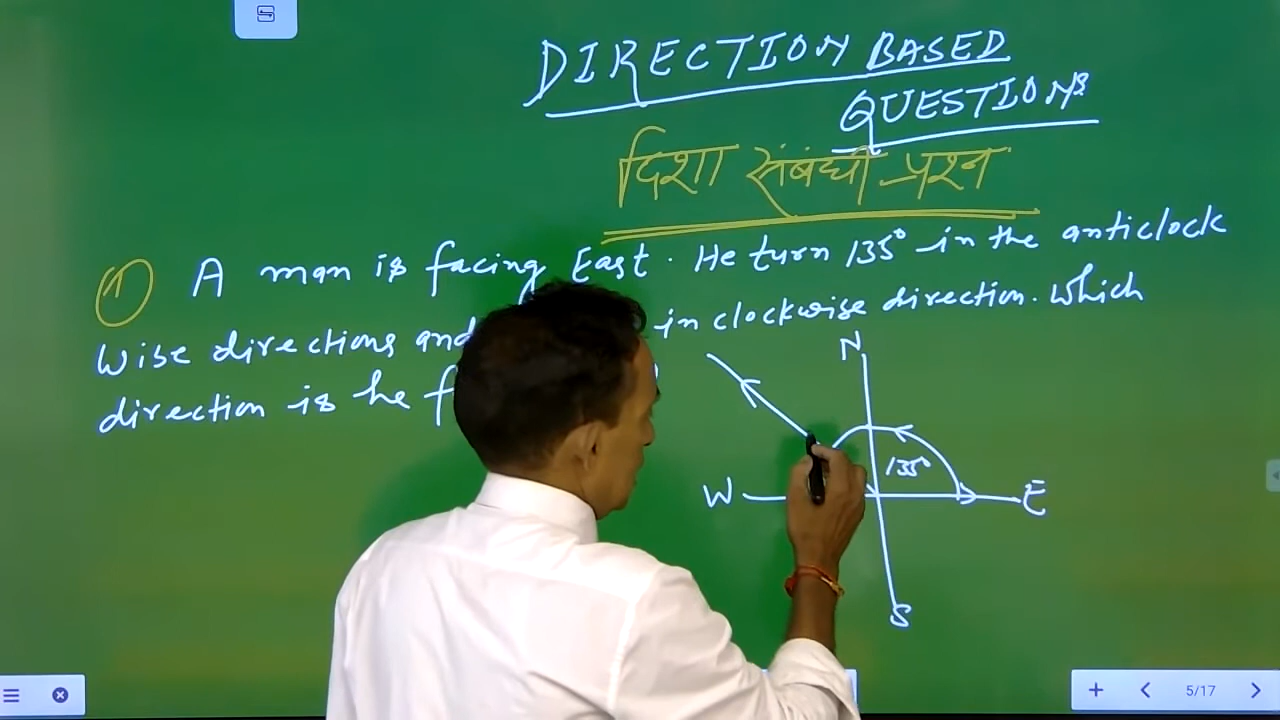 DIRECTION BASED
QUESTIONS
दिशा संबंधी प्रश्न
1 A man is facing East. He turn 135° in the anticlock
wise directions and in clockwise direction. Which
direction is he
N
135°
W E
S
5/17